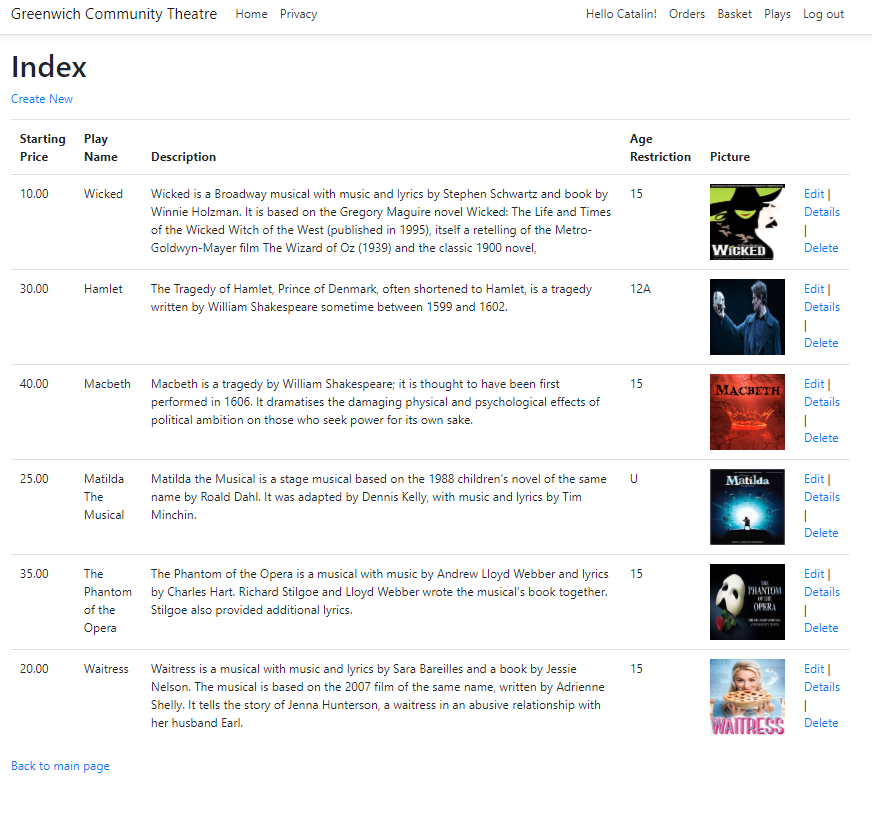 Greenwich Community Theatre Home Privacy Hello Catalin! Orders Basket Plays Log out
Index
Create New
Starting Price Play Name Description Age Restriction Picture
10.00 Wicked Wicked is a Broadway musical with music and lyrics by Stephen Schwartz and book by
Winnie Holzman. It is based on the Gregory Maguire novel Wicked: The Life and Times
of the Wicked Witch of the West (published in 1995), itself a retelling of the Metro-
Goldwyn-Mayer film The Wizard of Oz (1939) and the classic 1900 novel,
15
WICKED
Edit |
Details
|
Delete
30.00 Hamlet The Tragedy of Hamlet, Prince of Denmark, often shortened to Hamlet, is a tragedy
written by William Shakespeare sometime between 1599 and 1602.
12A
Edit |
Details
|
Delete
40.00 Macbeth Macbeth is a tragedy by William Shakespeare; it is thought to have been first
performed in 1606. It dramatises the damaging physical and psychological effects of
political ambition on those who seek power for its own sake.
15
MACBETH
Edit |
Details
|
Delete
25.00
Matilda
The
Musical
Matilda the Musical is a stage musical based on the 1988 children's novel of the same
name by Roald Dahl. It was adapted by Dennis Kelly, with music and lyrics by Tim
Minchin.
U
Matilda
Edit |
Details
|
Delete
35.00
The
Phantom
of the
Opera
The Phantom of the Opera is a musical with music by Andrew Lloyd Webber and lyrics
by Charles Hart. Richard Stilgoe and Lloyd Webber wrote the musical's book together.
Stilgoe also provided additional lyrics.
15
THE
PHANTOM
OF THE
OPERA
Edit |
Details
|
Delete
20.00 Waitress Waitress is a musical with music and lyrics by Sara Bareilles and a book by Jessie
Nelson. The musical is based on the 2007 film of the same name, written by Adrienne
Shelly. It tells the story of Jenna Hunterson, a waitress in an abusive relationship with
her husband Earl.
15
WAITRESS
Edit |
Details
|
Delete
Back to main page